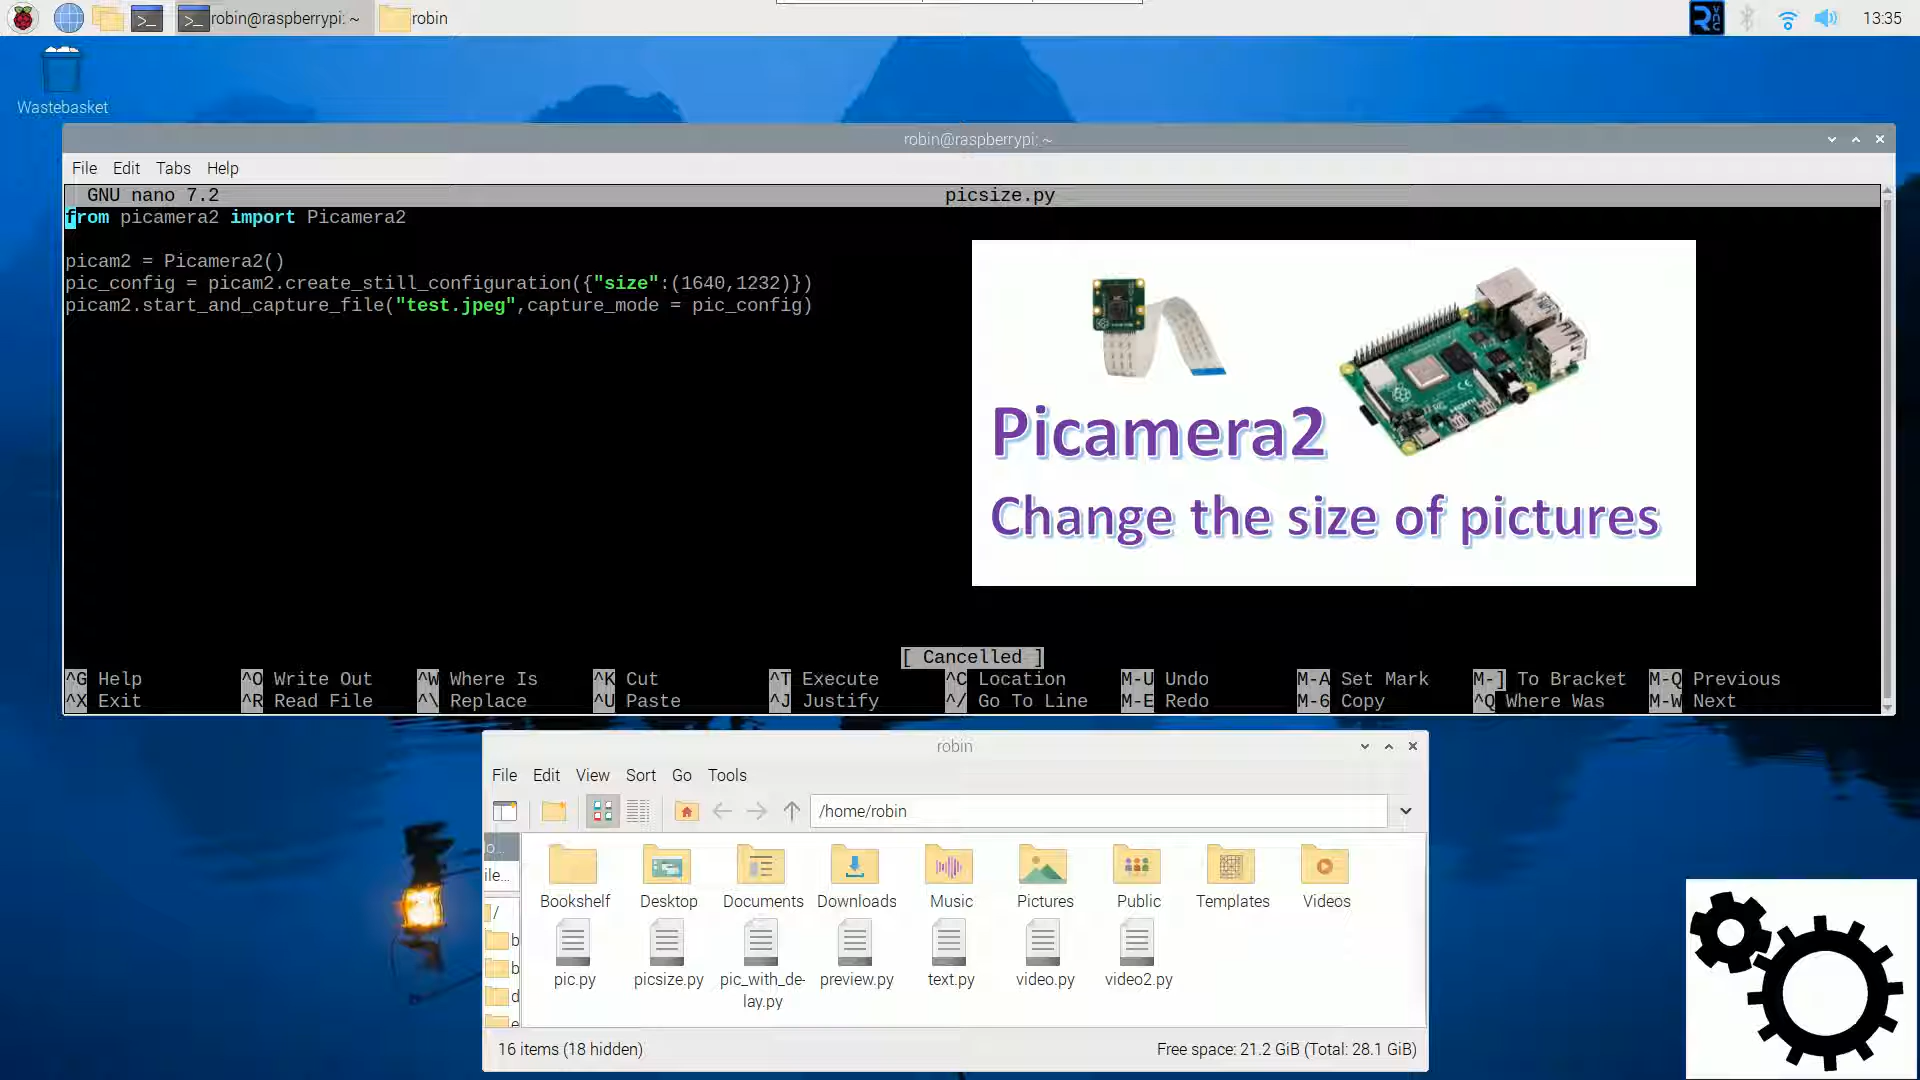 robin@raspberrypi: ~
robin
13:35
Wastebasket
robin@raspberrypi: ~
File Edit Tabs Help
GNU nano 7.2 picsize.py
from picamera2 import Picamera2
picam2 = Picamera2()
pic_config = picam2.create_still_configuration({"size":(1640,1232)})
picam2.start_and_capture_file("test.jpeg",capture_mode = pic_config)
Picamera2
Change the size of pictures
[ Cancelled ]
^G Help ^O Write Out ^W Where Is ^K Cut ^T Execute ^C Location M-U Undo M-A Set Mark M-] To Bracket M-Q Previous
^X Exit ^R Read File ^\ Replace ^U Paste ^J Justify ^/ Go To Line M-E Redo M-6 Copy ^Q Where Was M-W Next
robin
File Edit View Sort Go Tools
/home/robin
Bookshelf Desktop Documents Downloads Music Pictures Public Templates Videos
pic.py picsize.py pic_with_de-
lay.py preview.py text.py video.py video2.py
16 items (18 hidden) Free space: 21.2 GiB (Total: 28.1 GiB)